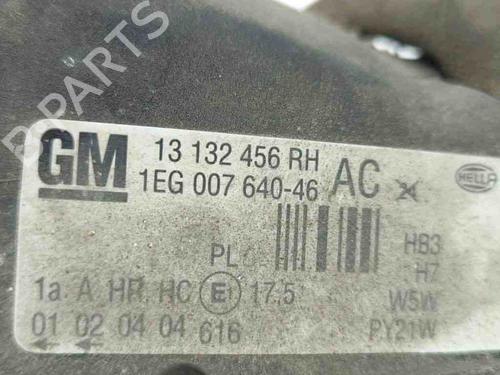 B-PARTS
GM
13 132 456 RH
1EG 007 640-46 AC
HELLA
PL
HB3
H7
1a. A HR HC E1 17.5
W5W
01 02 04 04 616
PY21W